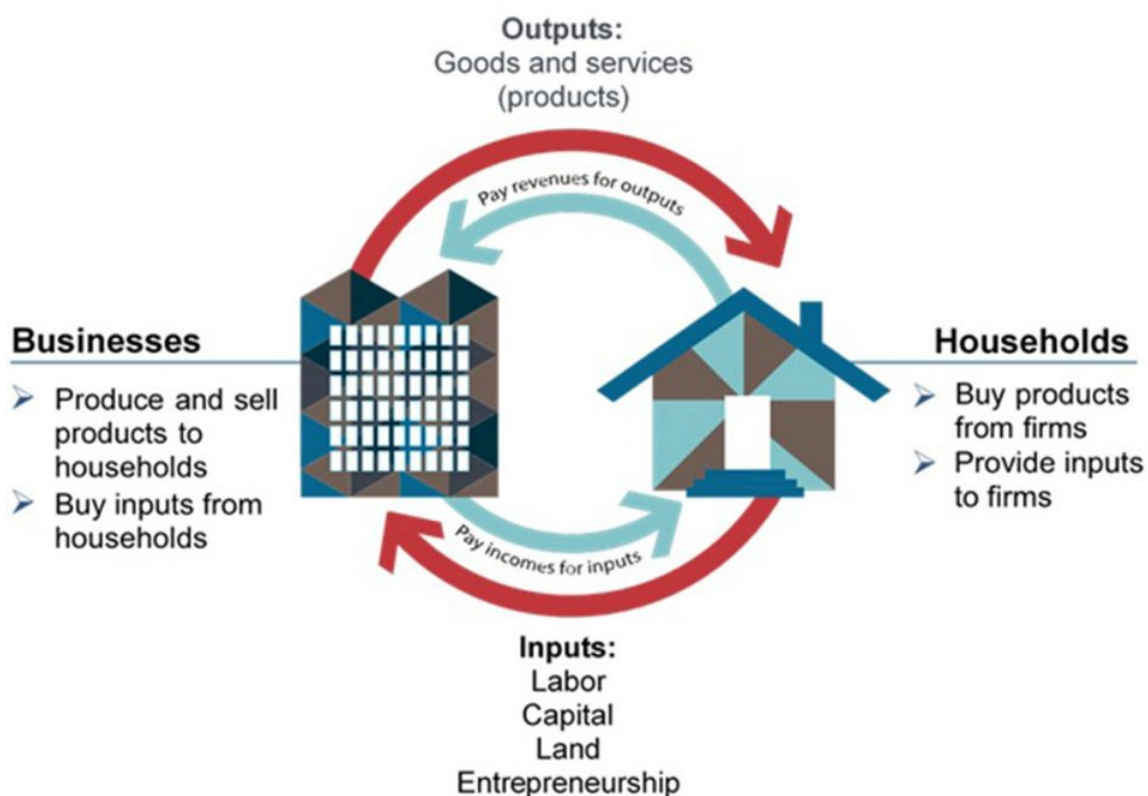 Outputs:
Goods and services
(products)
Pay revenues for outputs
Businesses
Produce and sell
products to
households
Buy inputs from
households
Households
Buy products
from firms
Provide inputs
to firms
Pay incomes for inputs
Inputs:
Labor
Capital
Land
Entrepreneurship